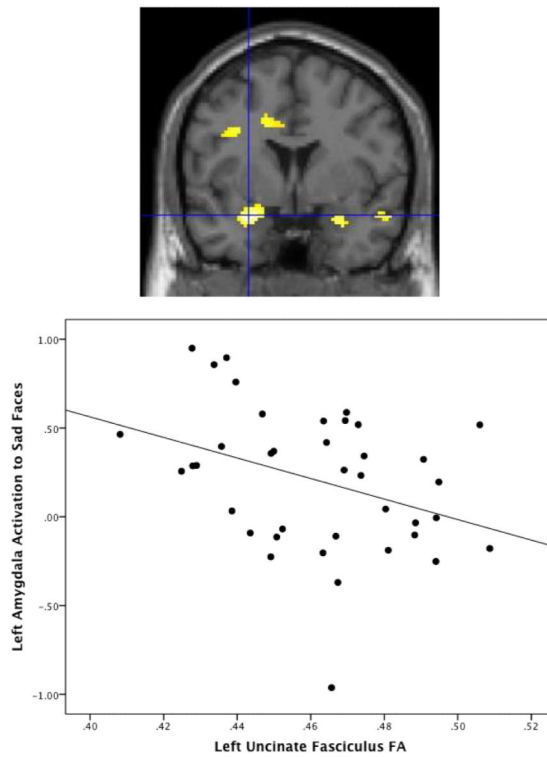 Left Amygdala Activation to Sad Faces
1.00
.50
.00
-.50
-1.00
.40 .42 .44 .46 .48 .50 .52
Left Uncinate Fasciculus FA